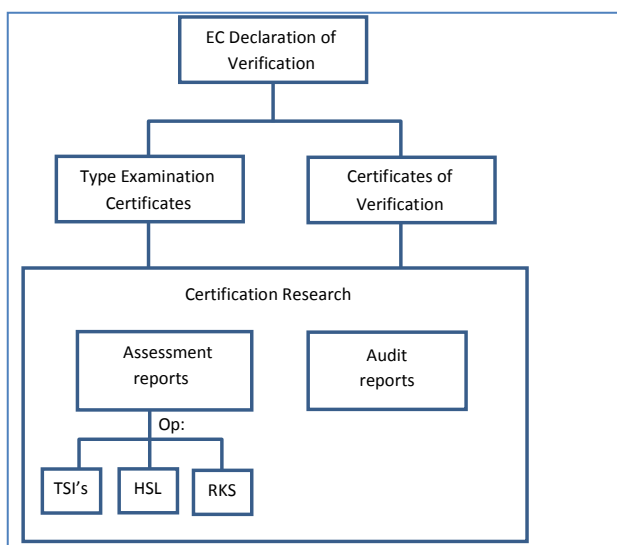 EC Declaration of
Verification
Type Examination
Certificates
Certificates of
Verification
Certification Research
Assessment
reports
Audit
reports
Op:
TSI's
HSL
RKS